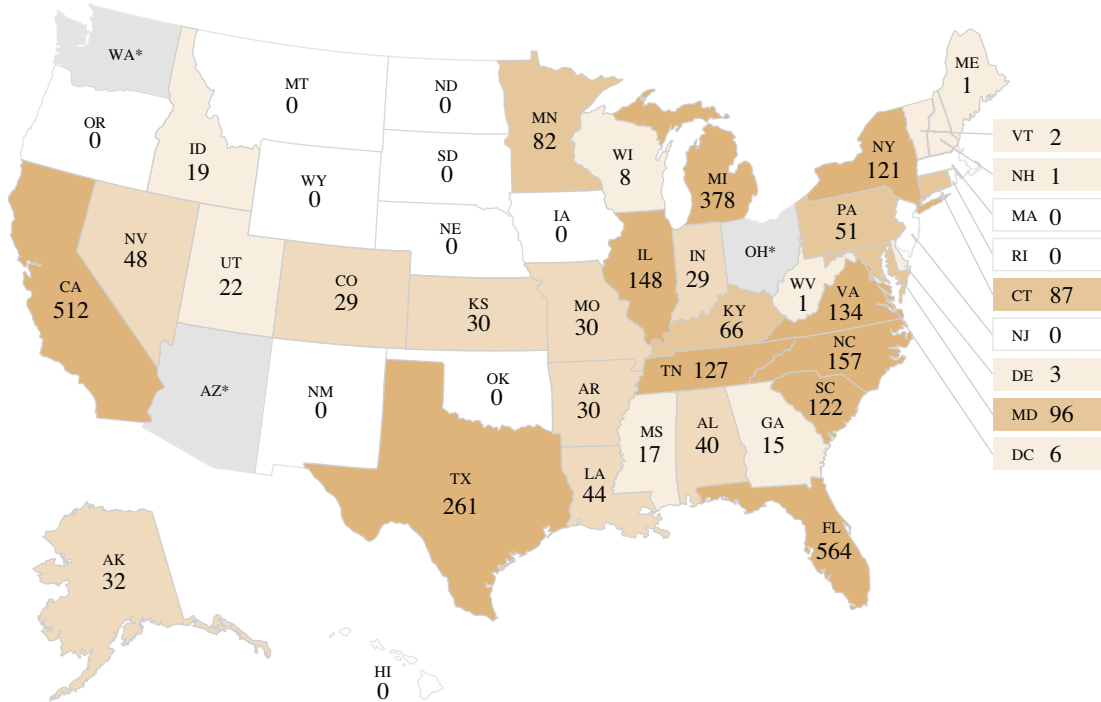 WA*
MT
0
ND
0
MN
82
ME
1
OR
0
ID
19
SD
0
WI
8
MI
378
NY
121
VT 2
NH 1
WY
0
MA 0
NE
0
IA
0
PA
51
RI 0
CA
512
NV
48
UT
22
CO
29
IL
148
IN
29
OH*
WV
1
VA
134
CT 87
KS
30
MO
30
KY
66
NC
157
NJ 0
AZ*
NM
0
OK
0
AR
30
TN 127
SC
122
DE 3
MS
17
AL
40
GA
15
MD 96
TX
261
LA
44
DC 6
FL
564
AK
32
HI
0